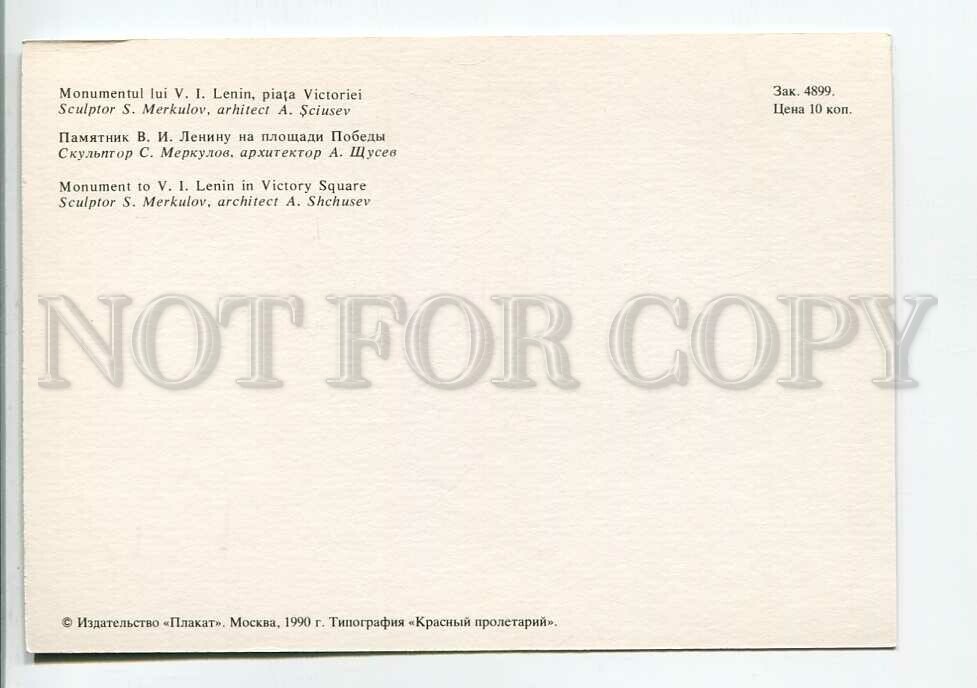 Monumentul lui V. I. Lenin, piaţa Victoriei
Sculptor S. Merkulov, arhitect A. Şciusev
Памятник В. И. Ленину на площади Победы
Скульптор С. Меркулов, архитектор А. Щусев
Monument to V. I. Lenin in Victory Square
Sculptor S. Merkulov, architect A. Shchusev
Зак. 4899.
Цена 10 коп.
NOT FOR COPY
© Издательство «Плакат». Москва, 1990 г. Типография «Красный пролетарий».